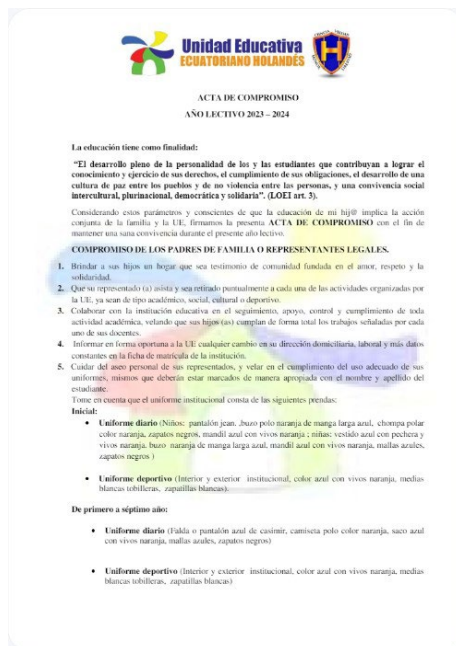 Unidad Educativa
ECUATORIANO HOLANDÉS
ACTA DE COMPROMISO
AÑO LECTIVO 2023 – 2024
La educación tiene como finalidad:
“El desarrollo pleno de la personalidad de los y las estudiantes que contribuyan a lograr el
conocimiento y ejercicio de sus derechos, el cumplimiento de sus obligaciones, el desarrollo de una
cultura de paz entre los pueblos y de no violencia entre las personas, y una convivencia social
intercultural, plurinacional, democrática y solidaria”. (LOEI art. 3).
Considerando estos parámetros y conscientes de que la educación de mi hij@ implica la acción
conjunta de la familia y la UE, firmamos la presenta ACTA DE COMPROMISO con el fin de
mantener una sana convivencia durante el presente año lectivo.
COMPROMISO DE LOS PADRES DE FAMILIA O REPRESENTANTES LEGALES.
1. Brindar a sus hijos un hogar que sea testimonio de comunidad fundada en el amor, respeto y la
solidaridad.
2. Que su representado (a) asista y sea retirado puntualmente a cada una de las actividades organizadas por
la UE, ya sean de tipo académico, social, cultural o deportivo.
3. Colaborar con la institución educativa en el seguimiento, apoyo, control y cumplimiento de toda
actividad académica, velando que sus hijos (as) cumplan de forma total los trabajos señalados por cada
uno de sus docentes.
4. Informar en forma oportuna a la UE cualquier cambio en su dirección domiciliaria, laboral y más datos
constantes en la ficha de matrícula de la institución.
5. Cuidar del aseo personal de sus representados, y velar en el cumplimiento del uso adecuado de sus
uniformes, mismos que deberán estar marcados de manera apropiada con el nombre y apellido del
estudiante.
Tome en cuenta que el uniforme institucional consta de las siguientes prendas:
Inicial:
• Uniforme diario (Niños: pantalón jean, ,buzo polo naranja de manga larga azul, chompa polar
color naranja, zapatos negros, mandil azul con vivos naranja ; niñas: vestido azul con pechera y
vivos naranja, buzo naranja de manga larga azul, mandil azul con vivos naranja, mallas azules,
zapatos negros )
• Uniforme deportivo (Interior y exterior institucional, color azul con vivos naranja, medias
blancas tobilleras, zapatillas blancas).
De primero a séptimo año:
• Uniforme diario (Falda o pantalón azul de casimir, camiseta polo color naranja, saco azul
con vivos naranja, mallas azules, zapatos negros)
• Uniforme deportivo (Interior y exterior institucional, color azul con vivos naranja, medias
blancas tobilleras, zapatillas blancas)